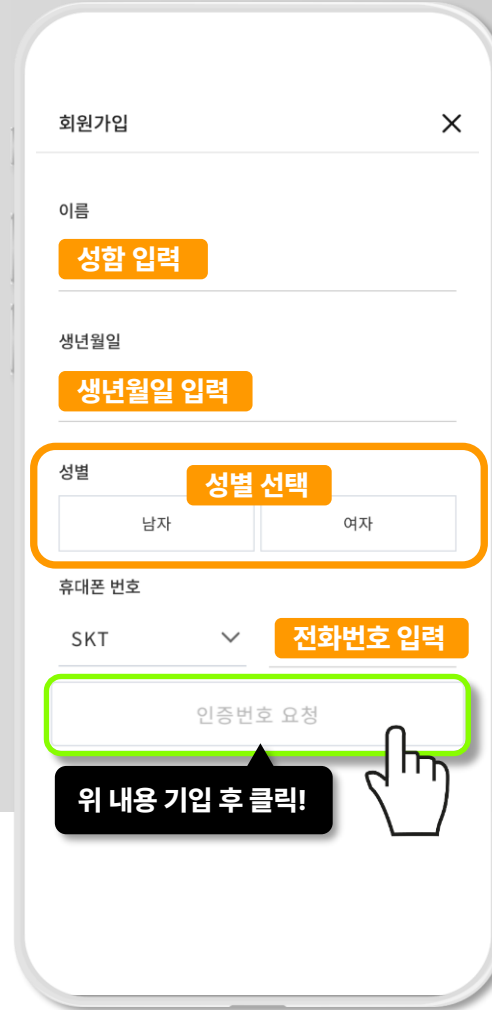 회원가입
이름
성함 입력
생년월일
생년월일 입력
성별
성별 선택
남자 여자
휴대폰 번호
SKT 전화번호 입력
인증번호 요청
위 내용 기입 후 클릭!